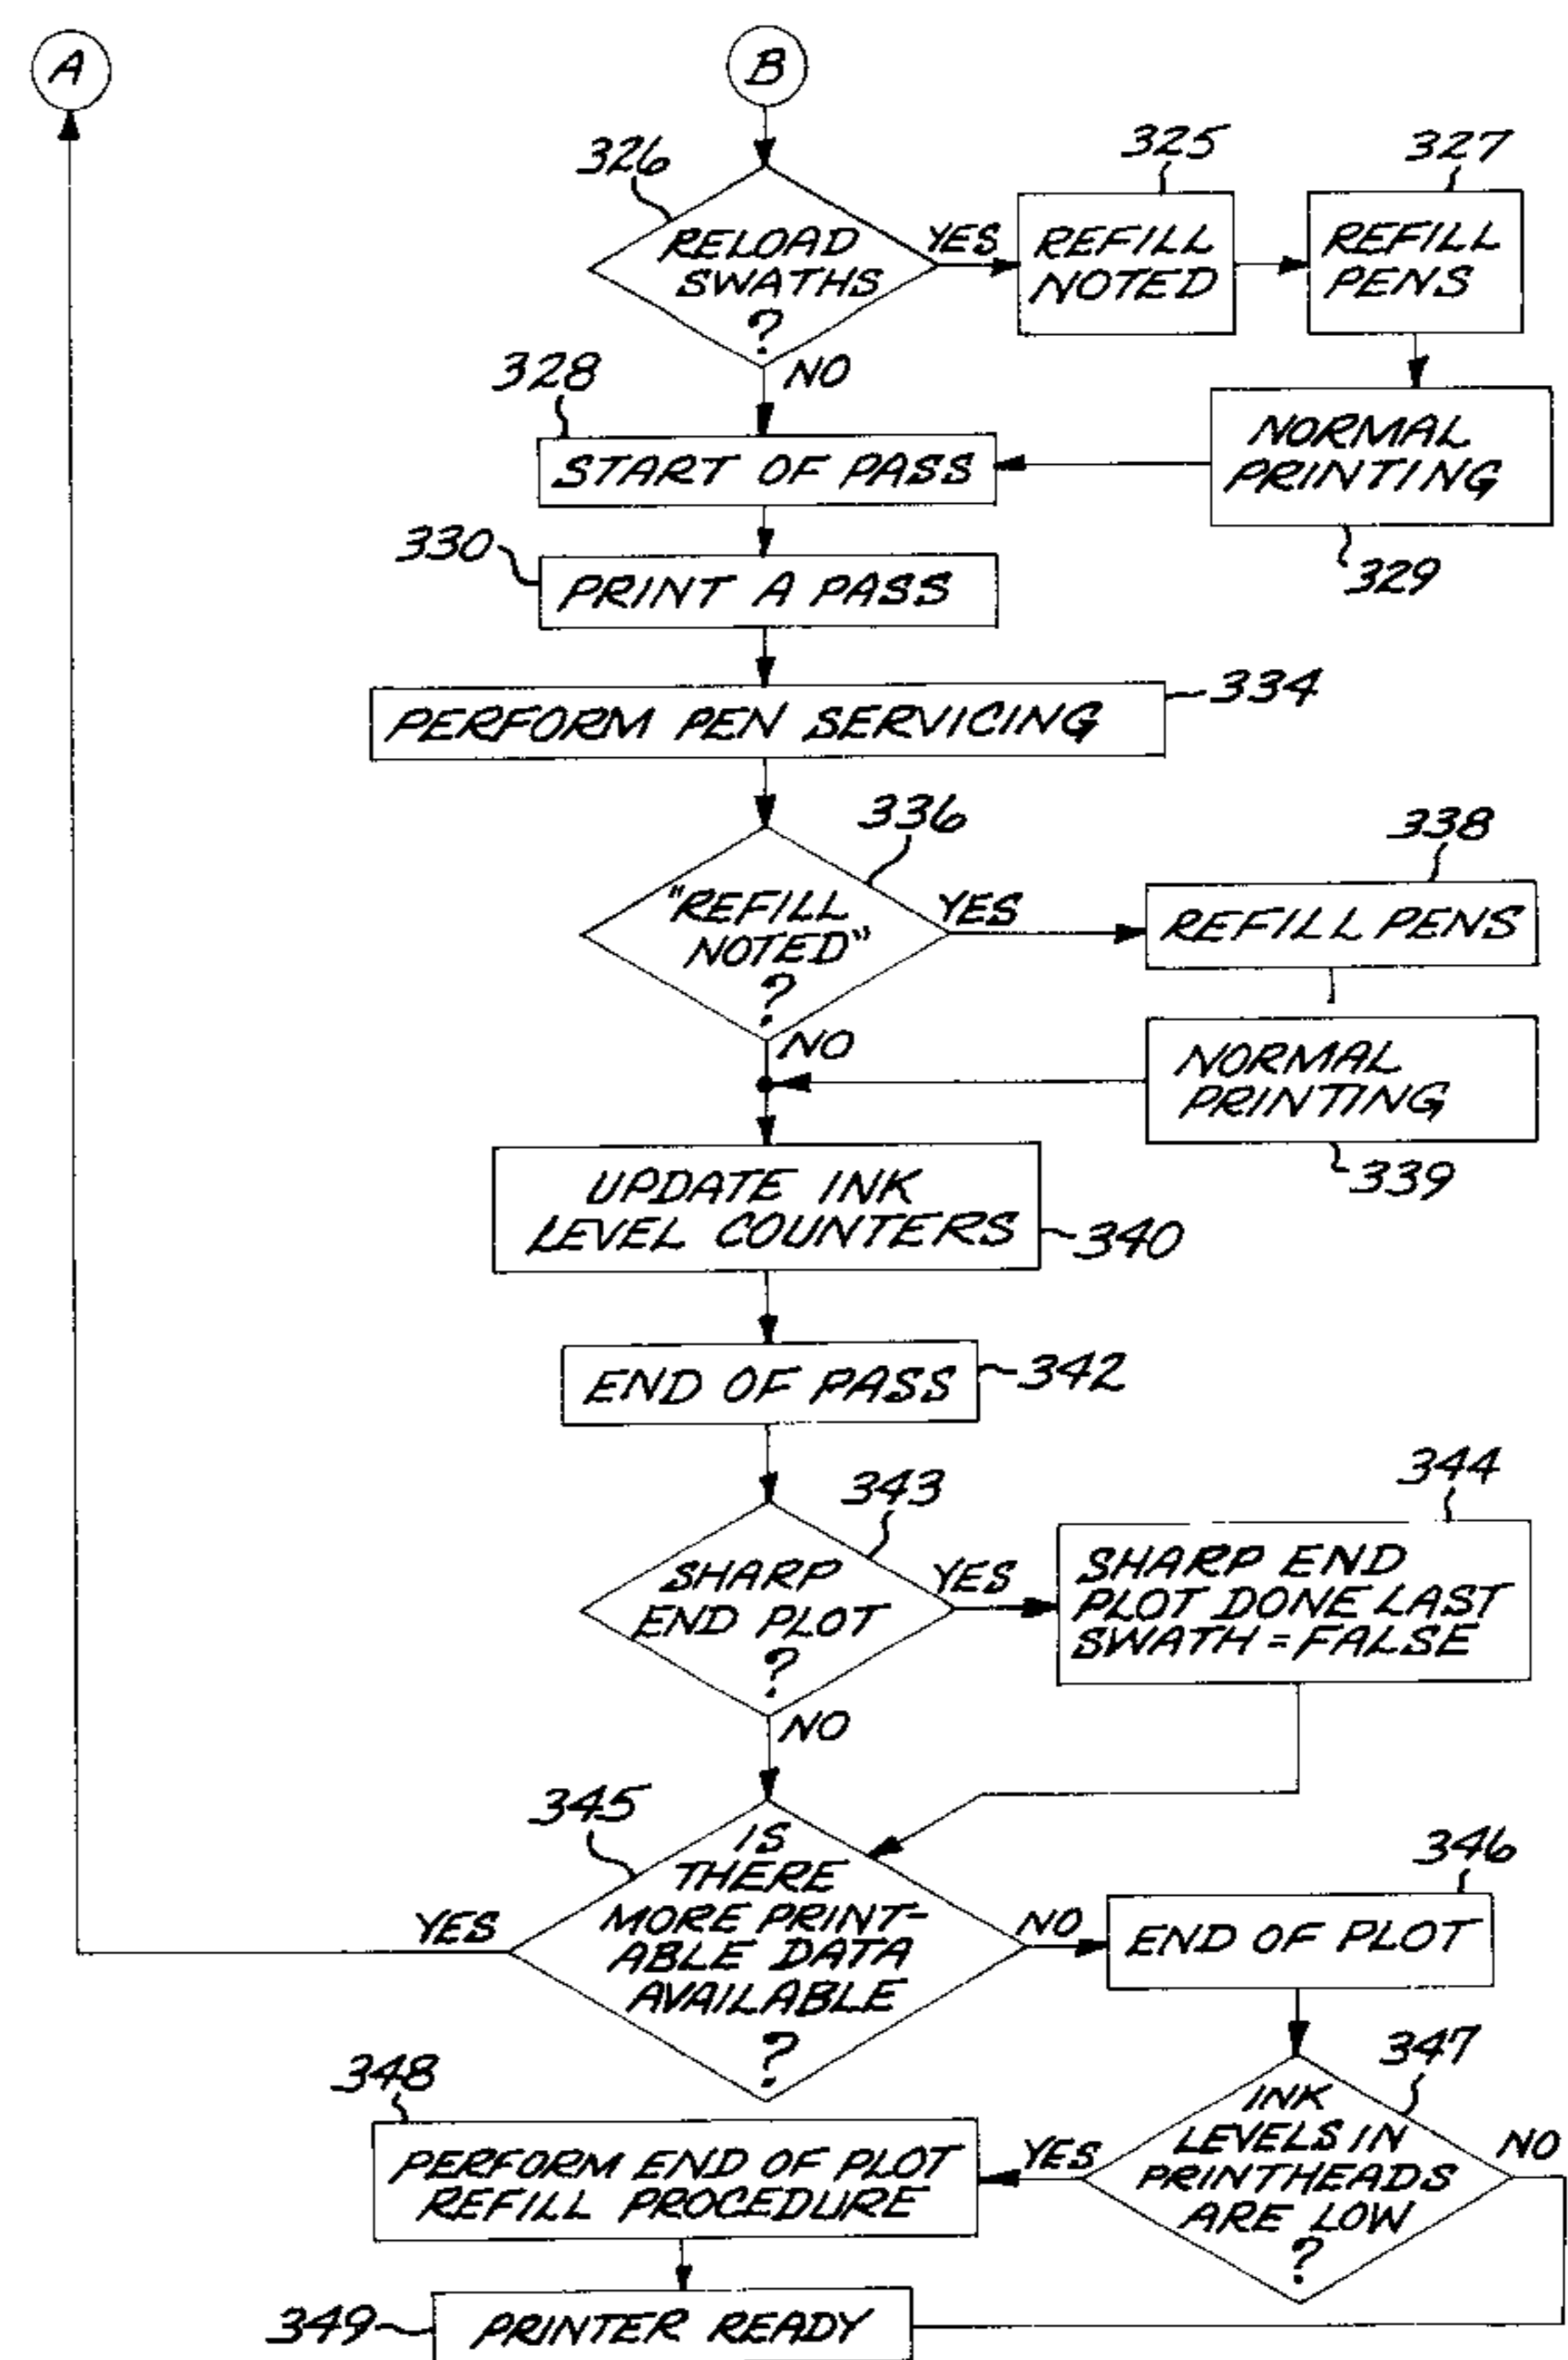 A
B
326
325
327
RELOAD
SWATHS
?
YES
REFILL
NOTED
REFILL
PENS
NO
328
START OF PASS
NORMAL
PRINTING
329
330
PRINT A PASS
PERFORM PEN SERVICING
334
336
"REFILL
NOTED"
?
YES
338
REFILL PENS
NO
NORMAL
PRINTING
339
UPDATE INK
LEVEL COUNTERS
340
END OF PASS
342
343
SHARP
END PLOT
?
YES
344
SHARP END
PLOT DONE LAST
SWATH = FALSE
NO
345
IS
THERE
MORE PRINT-
ABLE DATA
AVAILABLE
?
YES
NO
346
END OF PLOT
347
INK
LEVELS IN
PRINTHEADS
ARE LOW
?
YES
NO
348
PERFORM END OF PLOT
REFILL PROCEDURE
349
PRINTER READY